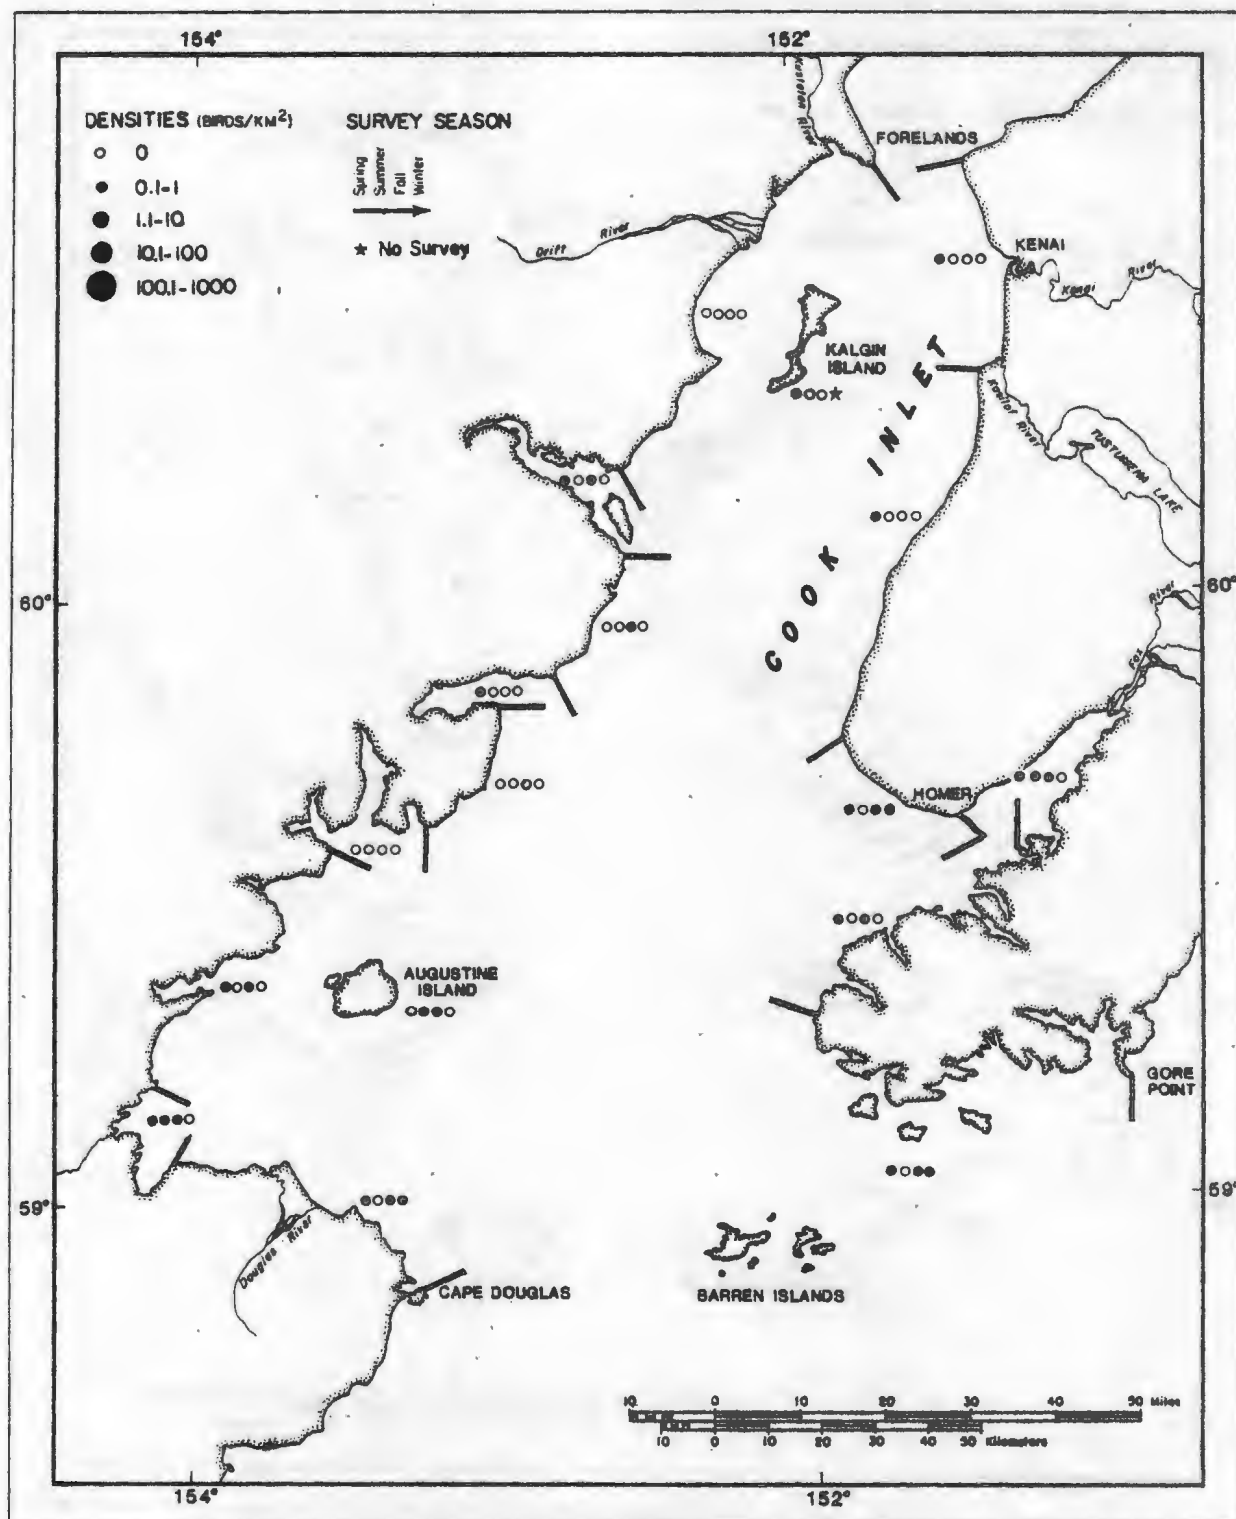 154°
152°
DENSITIES (BIRDS/KM²)
0
0.1-1
1.1-10
10.1-100
100.1-1000
SURVEY SEASON
Spring
Summer
Fall
Winter
★ No Survey
River
FORELANDS
Drift River
KENAI
Kenai River
KALGIN
ISLAND
COOK INLET
Kasilof River
TUSTUMENA LAKE
60°
60°
Fox River
HOMER
AUGUSTINE
ISLAND
GORE
POINT
59°
59°
Douglas River
CAPE DOUGLAS
BARREN ISLANDS
10 0 10 20 30 40 50 Miles
10 0 10 20 30 40 50 Kilometers
154°
152°